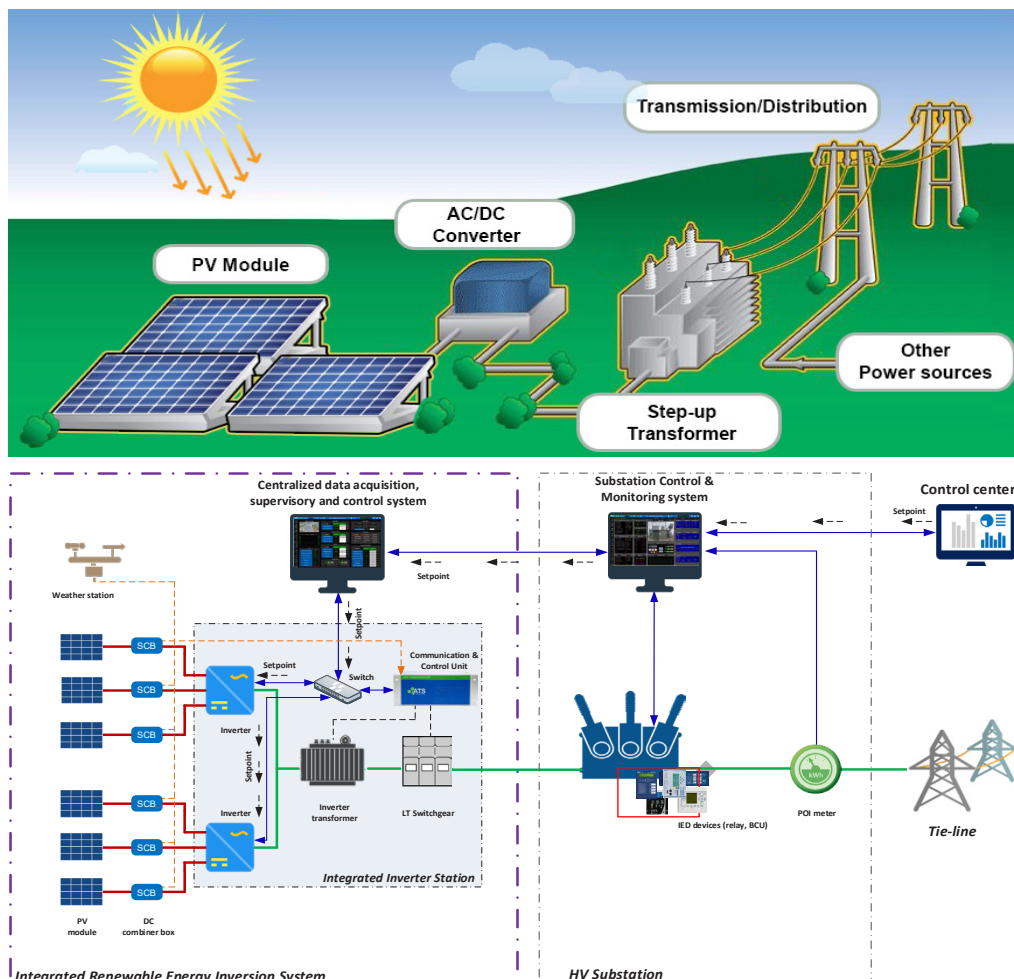 Transmission/Distribution
AC/DC
Converter
PV Module
Other
Power sources
Step-up
Transformer
Centralized data acquisition,
supervisory and control system
Substation Control &
Monitoring system
Control center
Setpoint
Setpoint
Weather station
Setpoint
SCB
Communication &
Control Unit
Setpoint
Switch
ATS
SCB
SCB
Inverter
Setpoint
kWh
Inverter
SCB
Inverter
transformer
LT Switchgear
IED devices (relay, BCU)
POI meter
Tie-line
SCB
Integrated Inverter Station
SCB
PV
module
DC
combiner box
Integrated Renewable Energy Inversion System
HV Substation